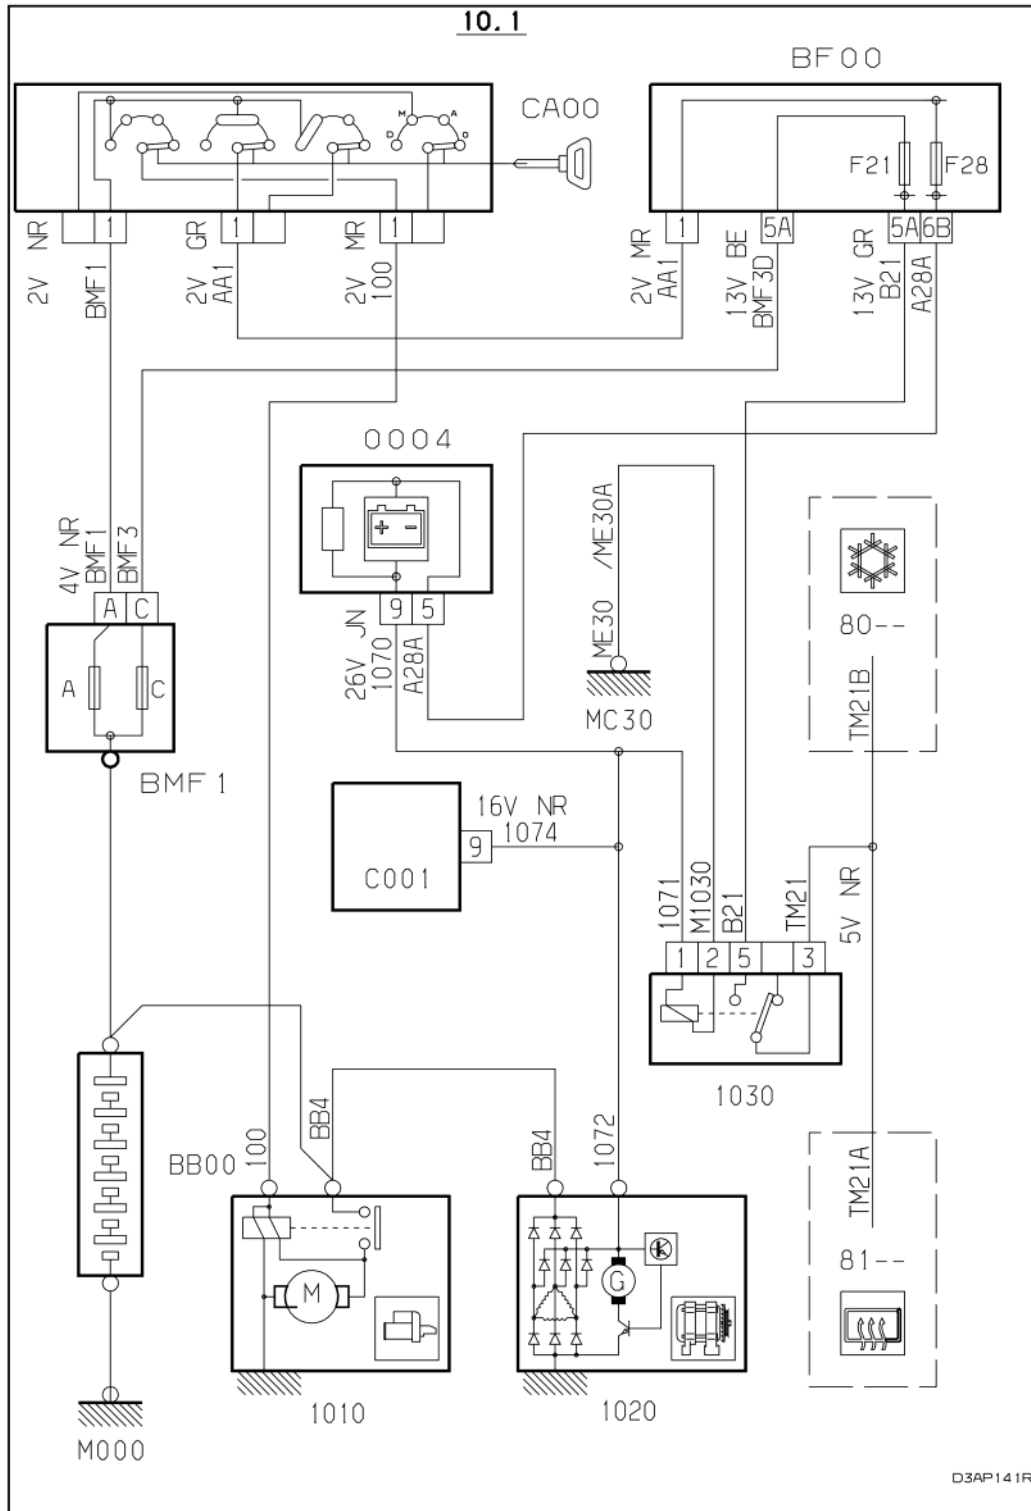 10.1
BF00
CA00
M
A
D
O
F21
F28
1
1
1
1
5A
5A
6B
2V NR
BMF1
2V GR
AA1
2V MR
100
2V MR
AA1
13V BE
BMF3D
13V GR
B21
A28A
0004
+ -
9
5
26V JN
1070
A28A
4V NR
BMF1
BMF3
A
C
A
C
BMF1
ME30 /ME30A
MC30
80--
TM21B
16V NR
1074
9
C001
1071
M1030
B21
TM21
5V NR
1
2
5
3
1030
BB00
100
BB4
BB4
1072
TM21A
M
G
81--
1010
1020
M000
D3AP141R